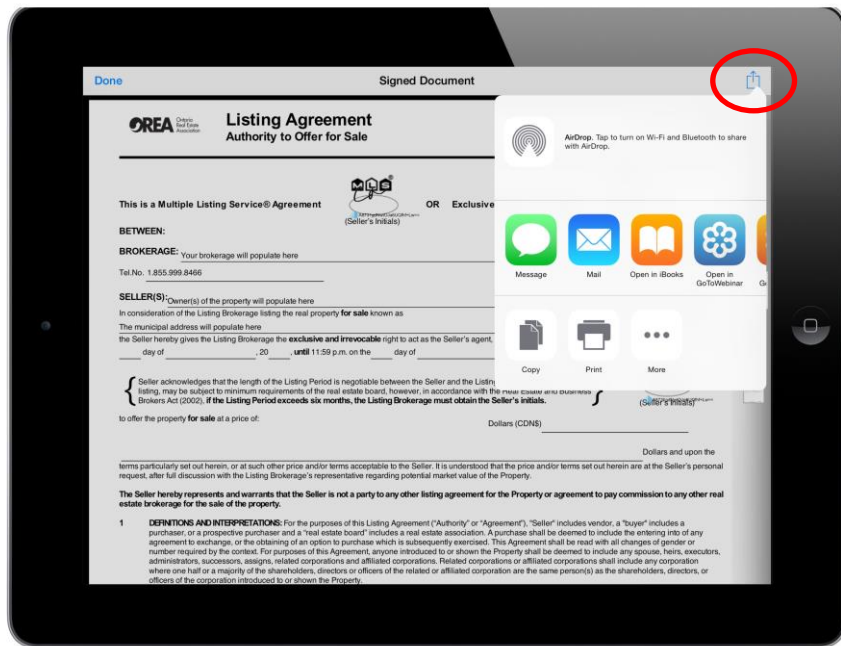 Done
Signed Document
OREA Ontario Real Estate Association
Listing Agreement
Authority to Offer for Sale
AirDrop. Tap to turn on Wi-Fi and Bluetooth to share
with AirDrop.
MLS®
This is a Multiple Listing Service® Agreement
OR Exclusive
(Seller's Initials)
BETWEEN:
BROKERAGE: Your brokerage will populate here
Tel.No. 1.855.999.8466
Message
Mail
Open in iBooks
Open in
GoToWebinar
SELLER(S): Owner(s) of the property will populate here
In consideration of the Listing Brokerage listing the real property for sale known as
The municipal address will populate here
the Seller hereby gives the Listing Brokerage the exclusive and irrevocable right to act as the Seller's agent,
day of , 20 , until 11:59 p.m. on the day of
Copy
Print
More
Seller acknowledges that the length of the Listing Period is negotiable between the Seller and the Listing
listing, may be subject to minimum requirements of the real estate board, however, in accordance with the Real Estate and Business
Brokers Act (2002), if the Listing Period exceeds six months, the Listing Brokerage must obtain the Seller's initials.
(Seller's Initials)
to offer the property for sale at a price of:
Dollars (CDN$)
Dollars and upon the
terms particularly set out herein, or at such other price and/or terms acceptable to the Seller. It is understood that the price and/or terms set out herein are at the Seller's personal
request, after full discussion with the Listing Brokerage's representative regarding potential market value of the Property.
The Seller hereby represents and warrants that the Seller is not a party to any other listing agreement for the Property or agreement to pay commission to any other real
estate brokerage for the sale of the property.
1 DEFINITIONS AND INTERPRETATIONS: For the purposes of this Listing Agreement ("Authority" or "Agreement"), "Seller" includes vendor, a "buyer" includes a
purchaser, or a prospective purchaser and a "real estate board" includes a real estate association. A purchase shall be deemed to include the entering into of any
agreement to exchange, or the obtaining of an option to purchase which is subsequently exercised. This Agreement shall be read with all changes of gender or
number required by the context. For purposes of this Agreement, anyone introduced to or shown the Property shall be deemed to include any spouse, heirs, executors,
administrators, successors, assigns, related corporations and affiliated corporations. Related corporations or affiliated corporations shall include any corporation
where one half or a majority of the shareholders, directors or officers of the related or affiliated corporation are the same person(s) as the shareholders, directors, or
officers of the corporation introduced to or shown the Property.